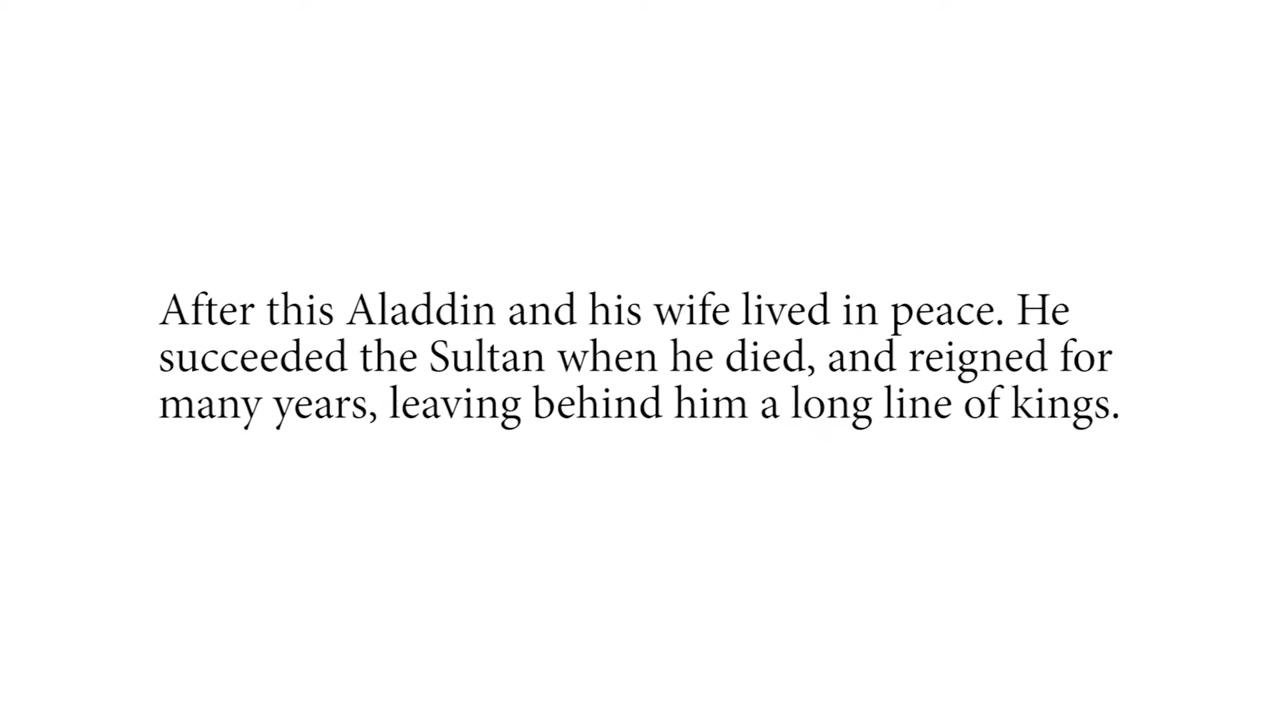 After this Aladdin and his wife lived in peace. He
succeeded the Sultan when he died, and reigned for
many years, leaving behind him a long line of kings.